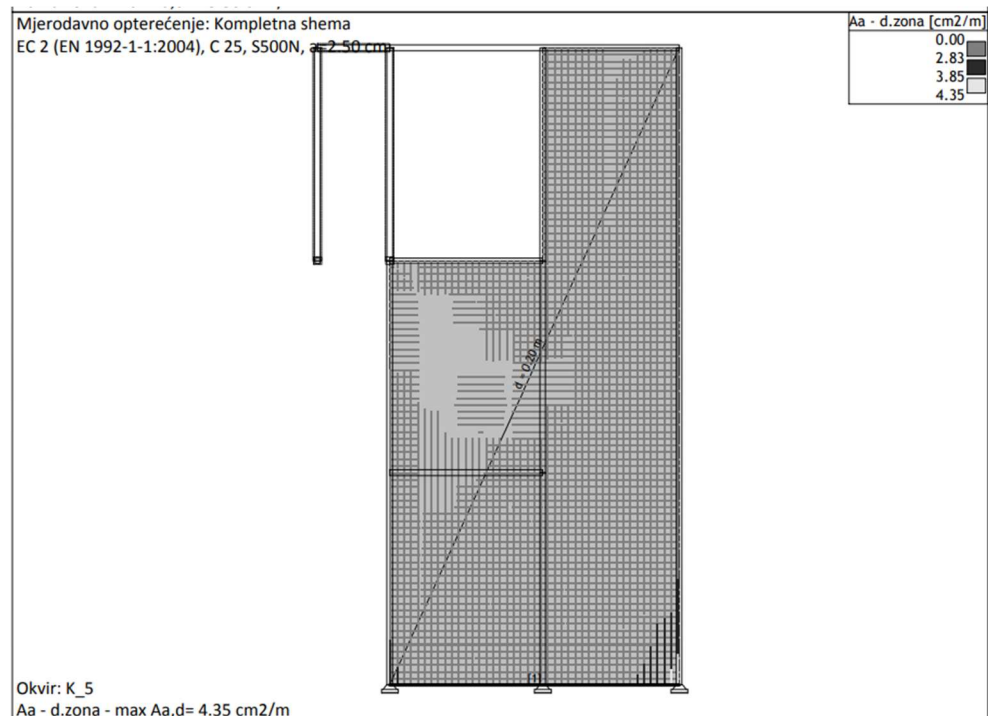 Mjerodavno opterećenje: Kompletna shema
EC 2 (EN 1992-1-1:2004), C 25, S500N, a=2.50 cm
Aa - d.zona [cm2/m]
0.00
2.83
3.85
4.35
d = 0.20 m
[1]
Okvir: K_5
Aa - d.zona - max Aa,d= 4.35 cm2/m